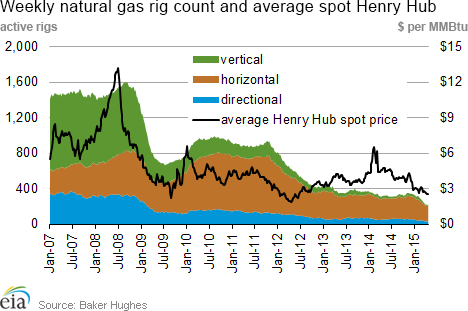 Weekly natural gas rig count and average spot Henry Hub
active rigs $ per MMBtu
2,000 $15
vertical
horizontal
directional
average Henry Hub spot price
1,600 $12
1,200 $9
800 $6
400 $3
0 $0
Jan-07 Jul-07 Jan-08 Jul-08 Jan-09 Jul-09 Jan-10 Jul-10 Jan-11 Jul-11 Jan-12 Jul-12 Jan-13 Jul-13 Jan-14 Jul-14 Jan-15
eia Source: Baker Hughes